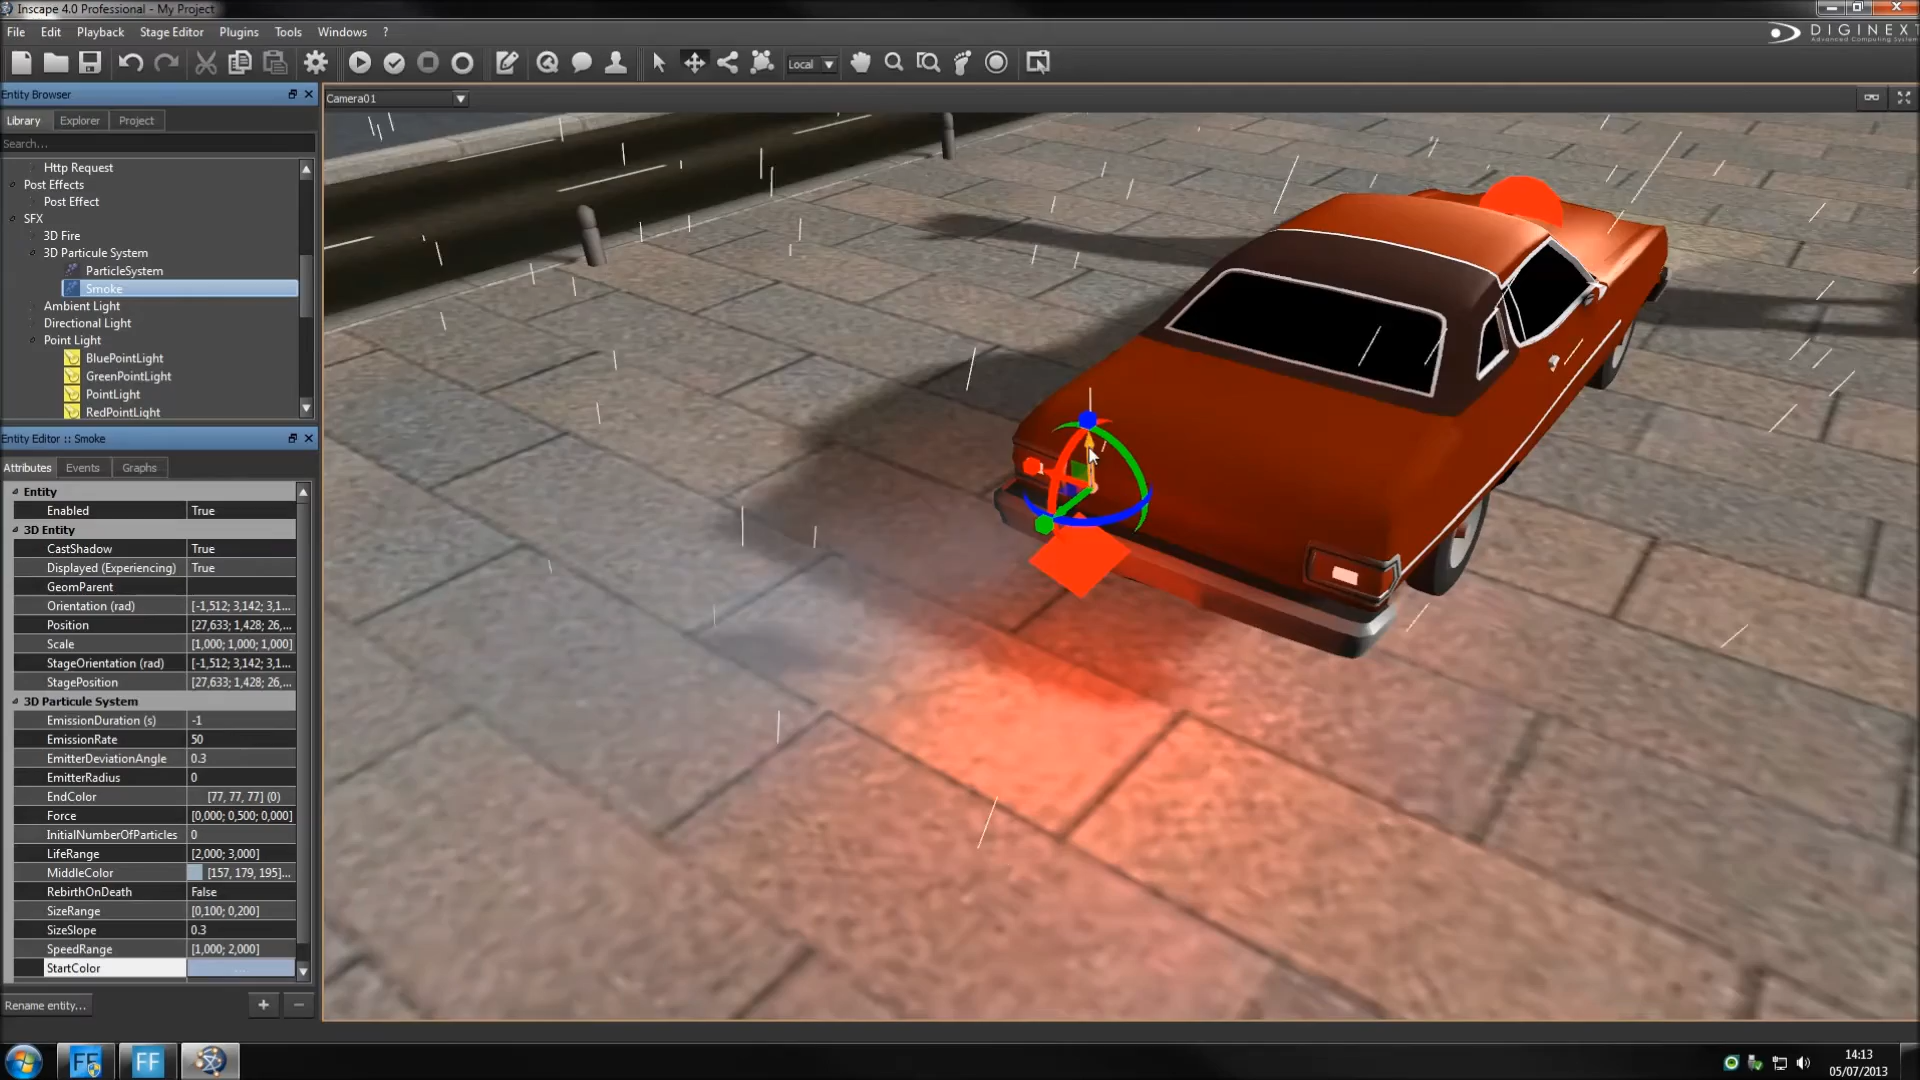 Inscape 4.0 Professional - My Project
File Edit Playback Stage Editor Plugins Tools Windows ?
DIGINEXT
Local
Entity Browser
Camera01
Library Explorer Project
Search...
Http Request
Post Effects
Post Effect
SFX
3D Fire
3D Particule System
ParticleSystem
Smoke
Ambient Light
Directional Light
Point Light
BluePointLight
GreenPointLight
PointLight
RedPointLight
Entity Editor :: Smoke
Attributes Events Graphs
Entity
Enabled True
3D Entity
CastShadow True
Displayed (Experiencing) True
GeomParent
Orientation (rad) [-1,512; 3,142; 3,1...
Position [27,633; 1,428; 26,...
Scale [1,000; 1,000; 1,000]
StageOrientation (rad) [-1,512; 3,142; 3,1...
StagePosition [27,633; 1,428; 26,...
3D Particule System
EmissionDuration (s) -1
EmissionRate 50
EmitterDeviationAngle 0.3
EmitterRadius 0
EndColor [77, 77, 77] (0)
Force [0,000; 0,500; 0,000]
InitialNumberOfParticles 0
LifeRange [2,000; 3,000]
MiddleColor [157, 179, 195]...
RebirthOnDeath False
SizeRange [0,100; 0,200]
SizeSlope 0.3
SpeedRange [1,000; 2,000]
StartColor ...
Rename entity... + −
FF FF
14:13
05/07/2013